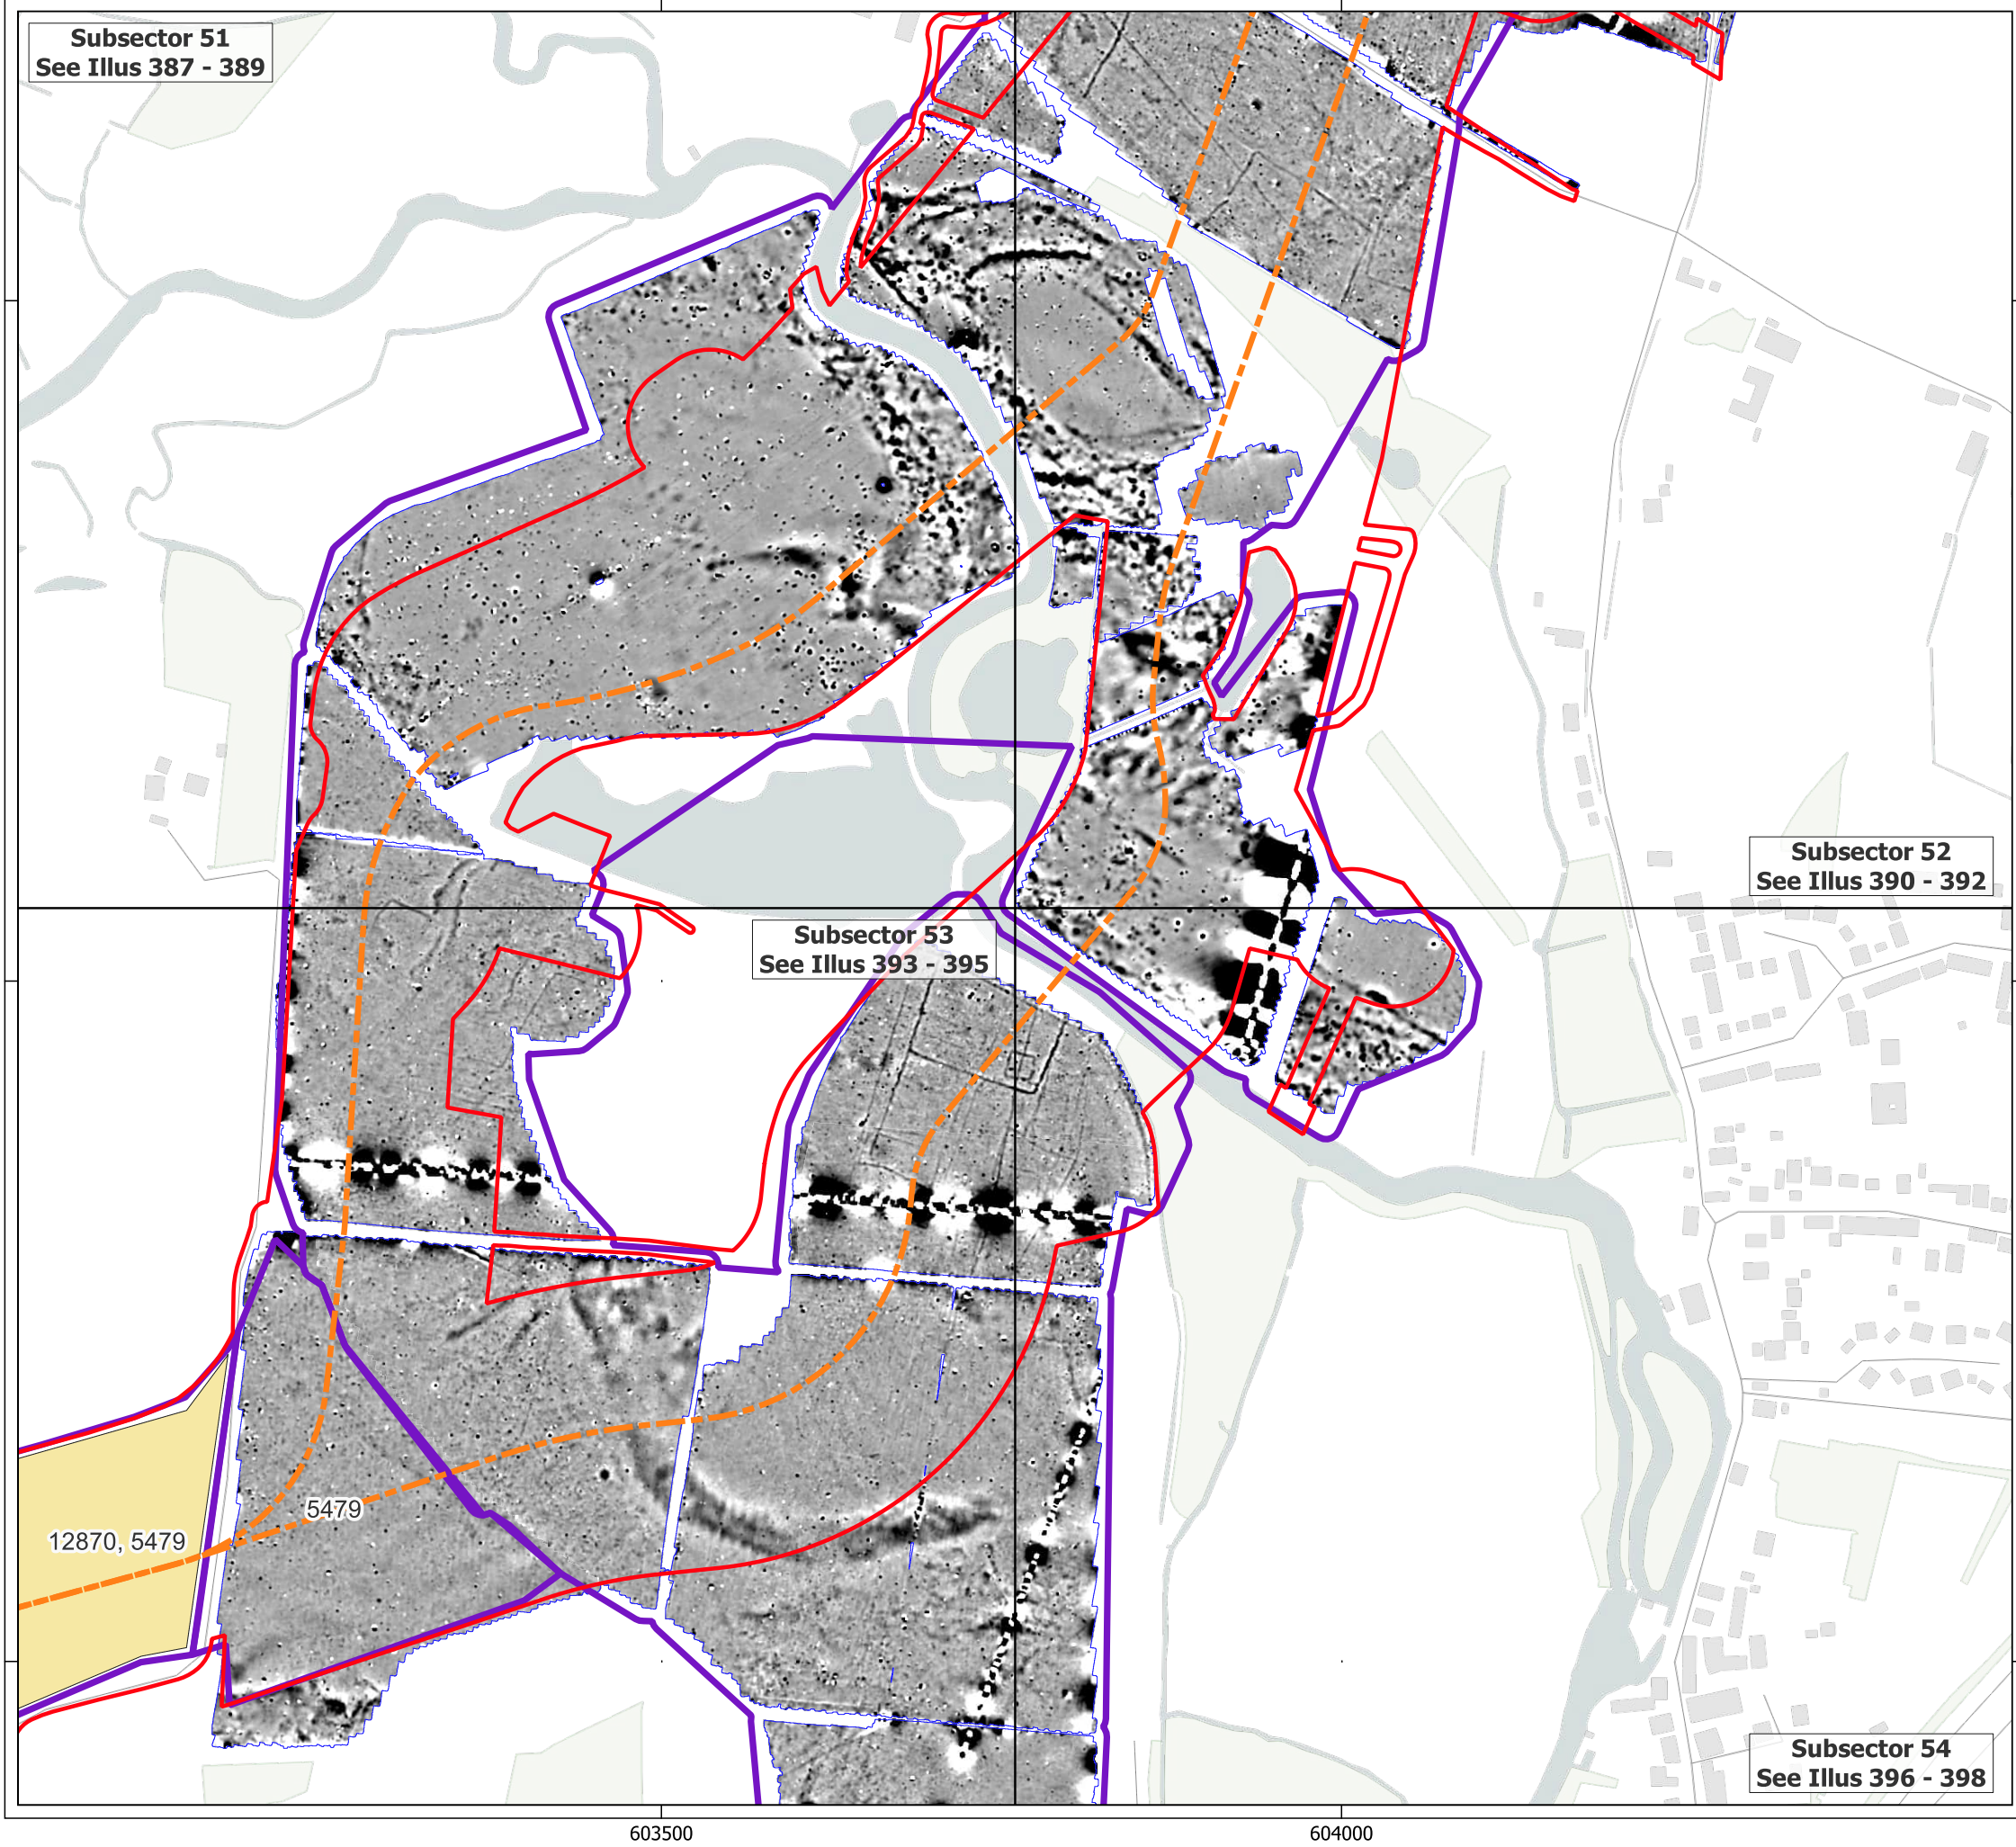 Subsector 51
See Illus 387 - 389
Subsector 52
See Illus 390 - 392
Subsector 53
See Illus 393 - 395
5479
12870, 5479
Subsector 54
See Illus 396 - 398
603500
604000